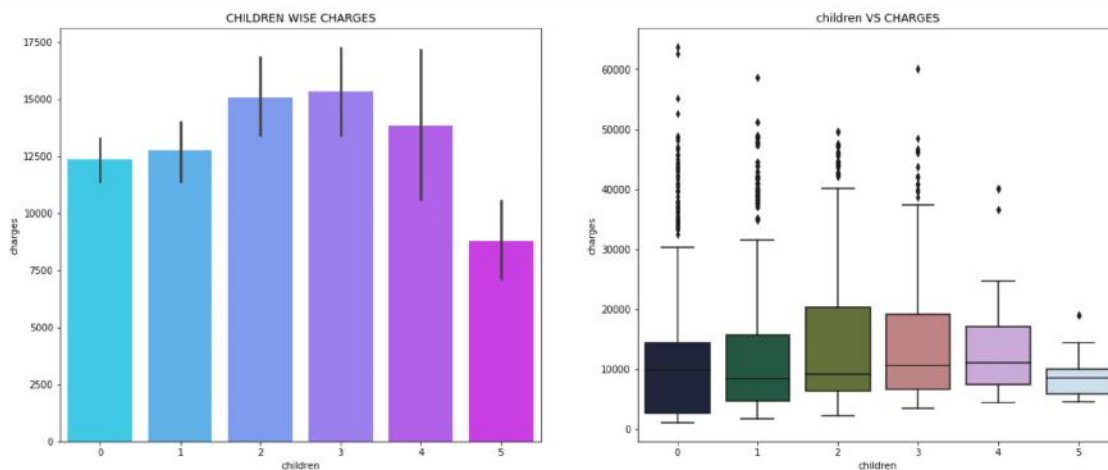 CHILDREN WISE CHARGES
17500
15000
12500
10000
7500
5000
2500
0
charges
0 1 2 3 4 5
children
children VS CHARGES
60000
50000
40000
30000
20000
10000
0
charges
0 1 2 3 4 5
children